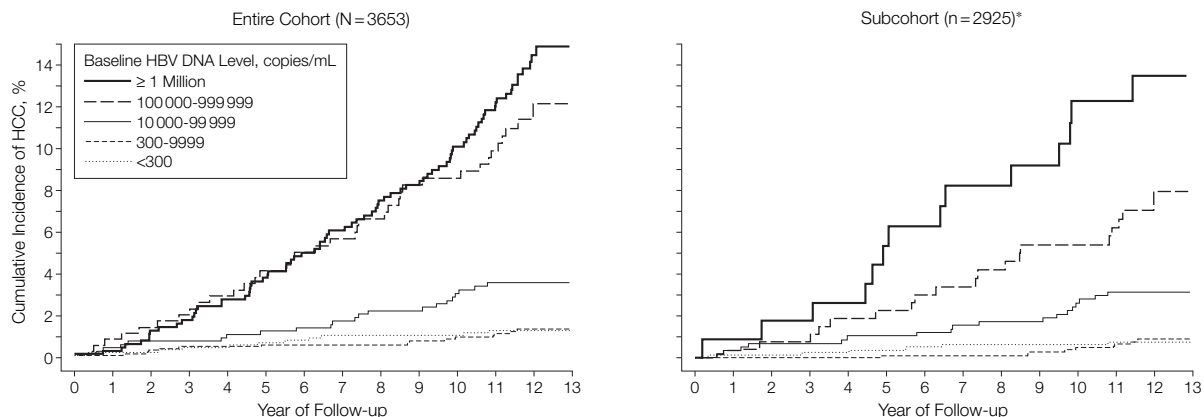 Entire Cohort (N = 3653)
Cumulative Incidence of HCC, %
14
12
10
8
6
4
2
0
Baseline HBV DNA Level, copies/mL
≥ 1 Million
100 000-999 999
10 000-99 999
300-9999
<300
0 1 2 3 4 5 6 7 8 9 10 11 12 13
Year of Follow-up
Subcohort (n = 2925)*
0 1 2 3 4 5 6 7 8 9 10 11 12 13
Year of Follow-up